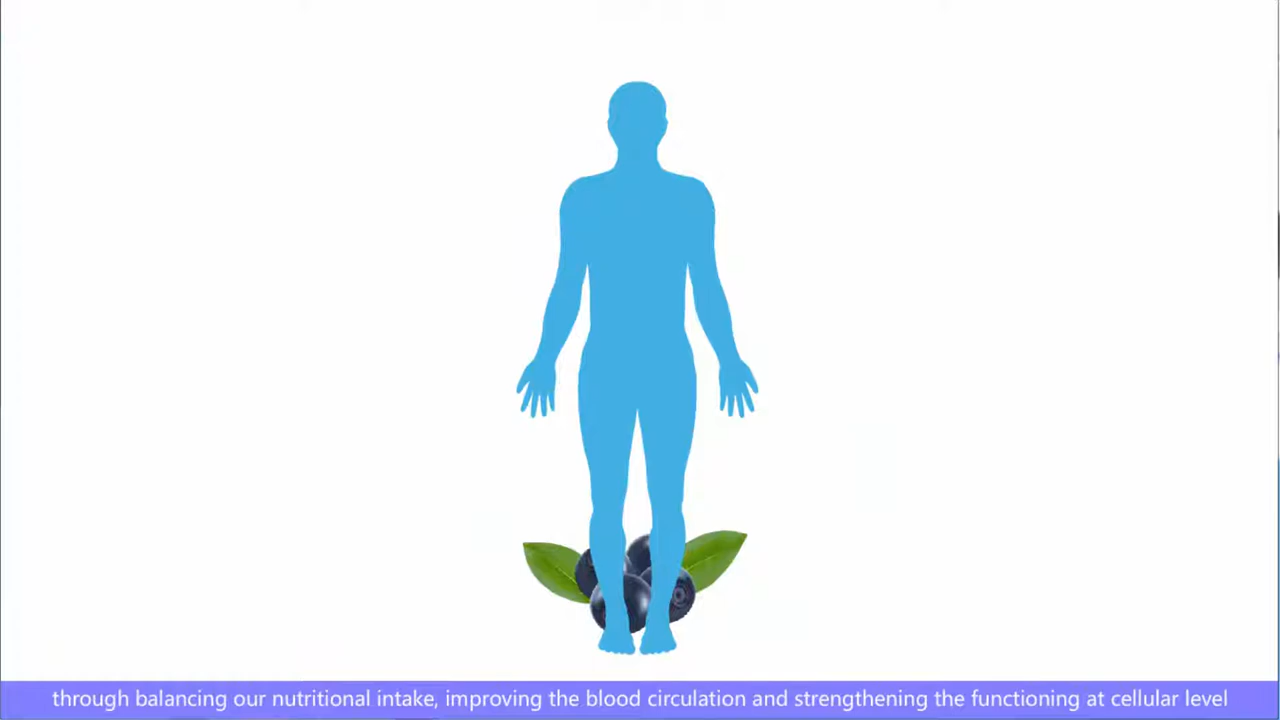 through balancing our nutritional intake, improving the blood circulation and strengthening the functioning at cellular level